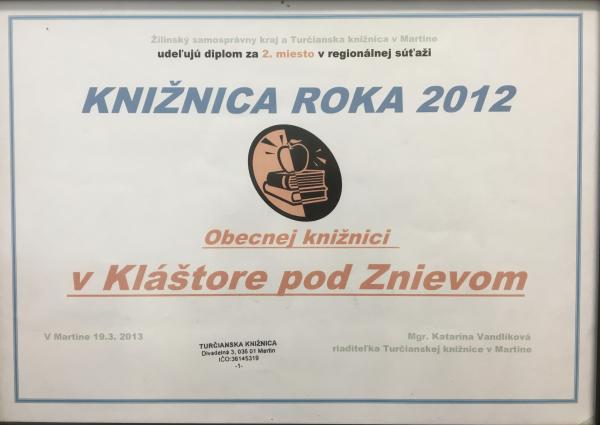 Žilinský samosprávny kraj a Turčianska knižnica v Martine
udeľujú diplom za 2. miesto v regionálnej súťaži
KNIŽNICA ROKA 2012
Obecnej knižnici
v Kláštore pod Znievom
V Martine 19.3. 2013
TURČIANSKA KNIŽNICA
Divadelná 3, 036 01 Martin
IČO:36145319
-1-
Mgr. Katarína Vandlíková
riaditeľka Turčianskej knižnice v Martine